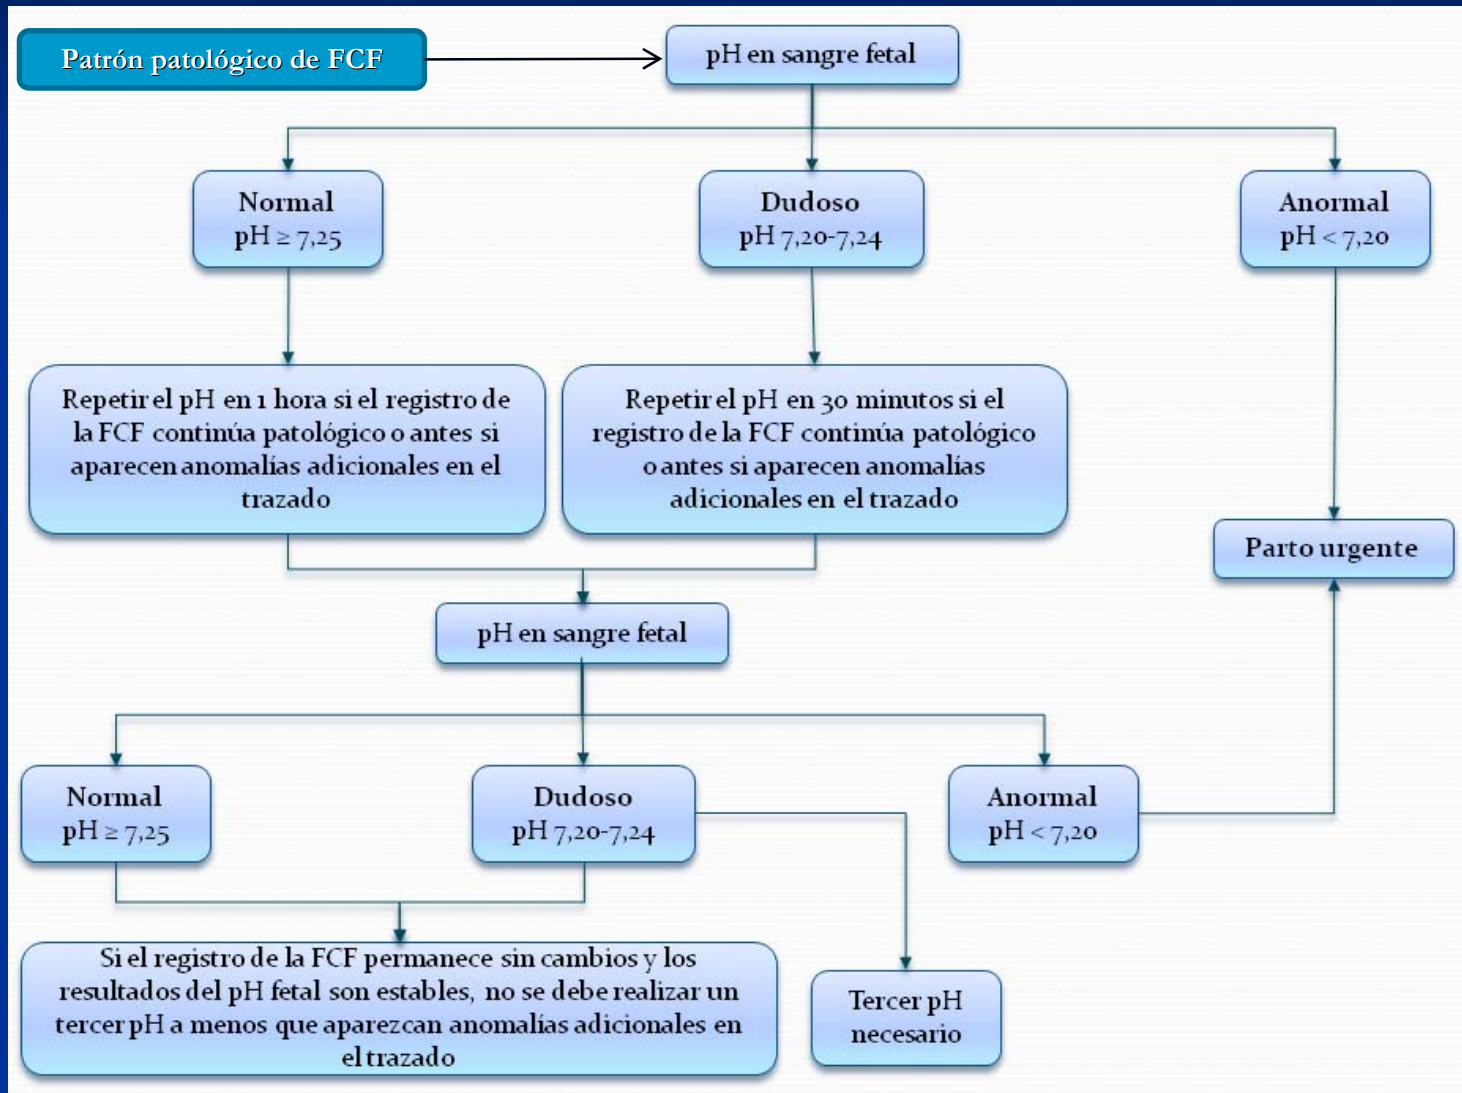 Patrón patológico de FCF
pH en sangre fetal
Normal
pH ≥ 7,25
Dudoso
pH 7,20-7,24
Anormal
pH < 7,20
Repetir el pH en 1 hora si el registro de
la FCF continúa patológico o antes si
aparecen anomalías adicionales en el
trazado
Repetir el pH en 30 minutos si el
registro de la FCF continúa patológico
o antes si aparecen anomalías
adicionales en el trazado
Parto urgente
pH en sangre fetal
Normal
pH ≥ 7,25
Dudoso
pH 7,20-7,24
Anormal
pH < 7,20
Si el registro de la FCF permanece sin cambios y los
resultados del pH fetal son estables, no se debe realizar un
tercer pH a menos que aparezcan anomalías adicionales en
el trazado
Tercer pH
necesario